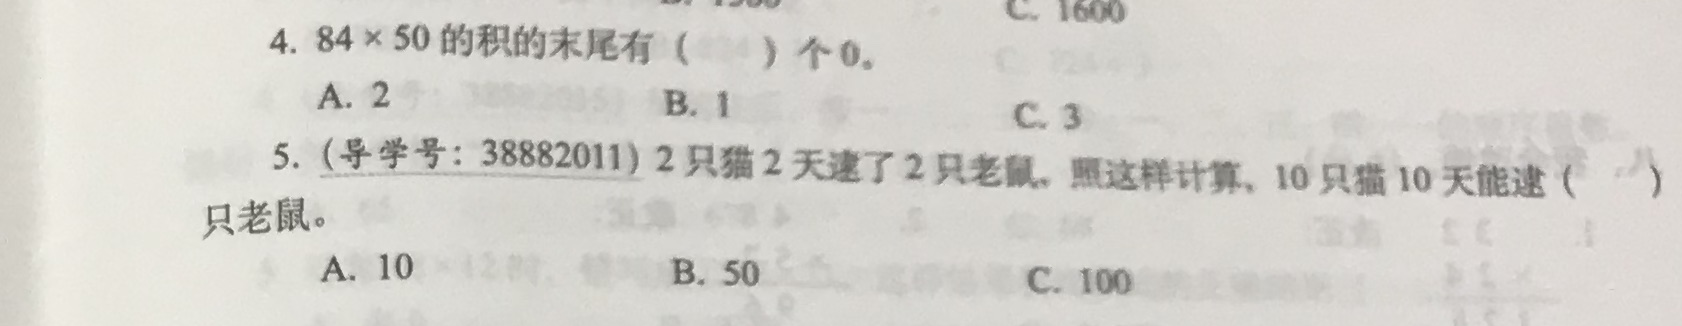 C. 1600
4. 84 × 50 的积的末尾有（ ）个 0。
A. 2 B. 1 C. 3
5.（导学号：38882011）2 只猫 2 天逮了 2 只老鼠。照这样计算，10 只猫 10 天能逮（ ）
只老鼠。
A. 10 B. 50 C. 100